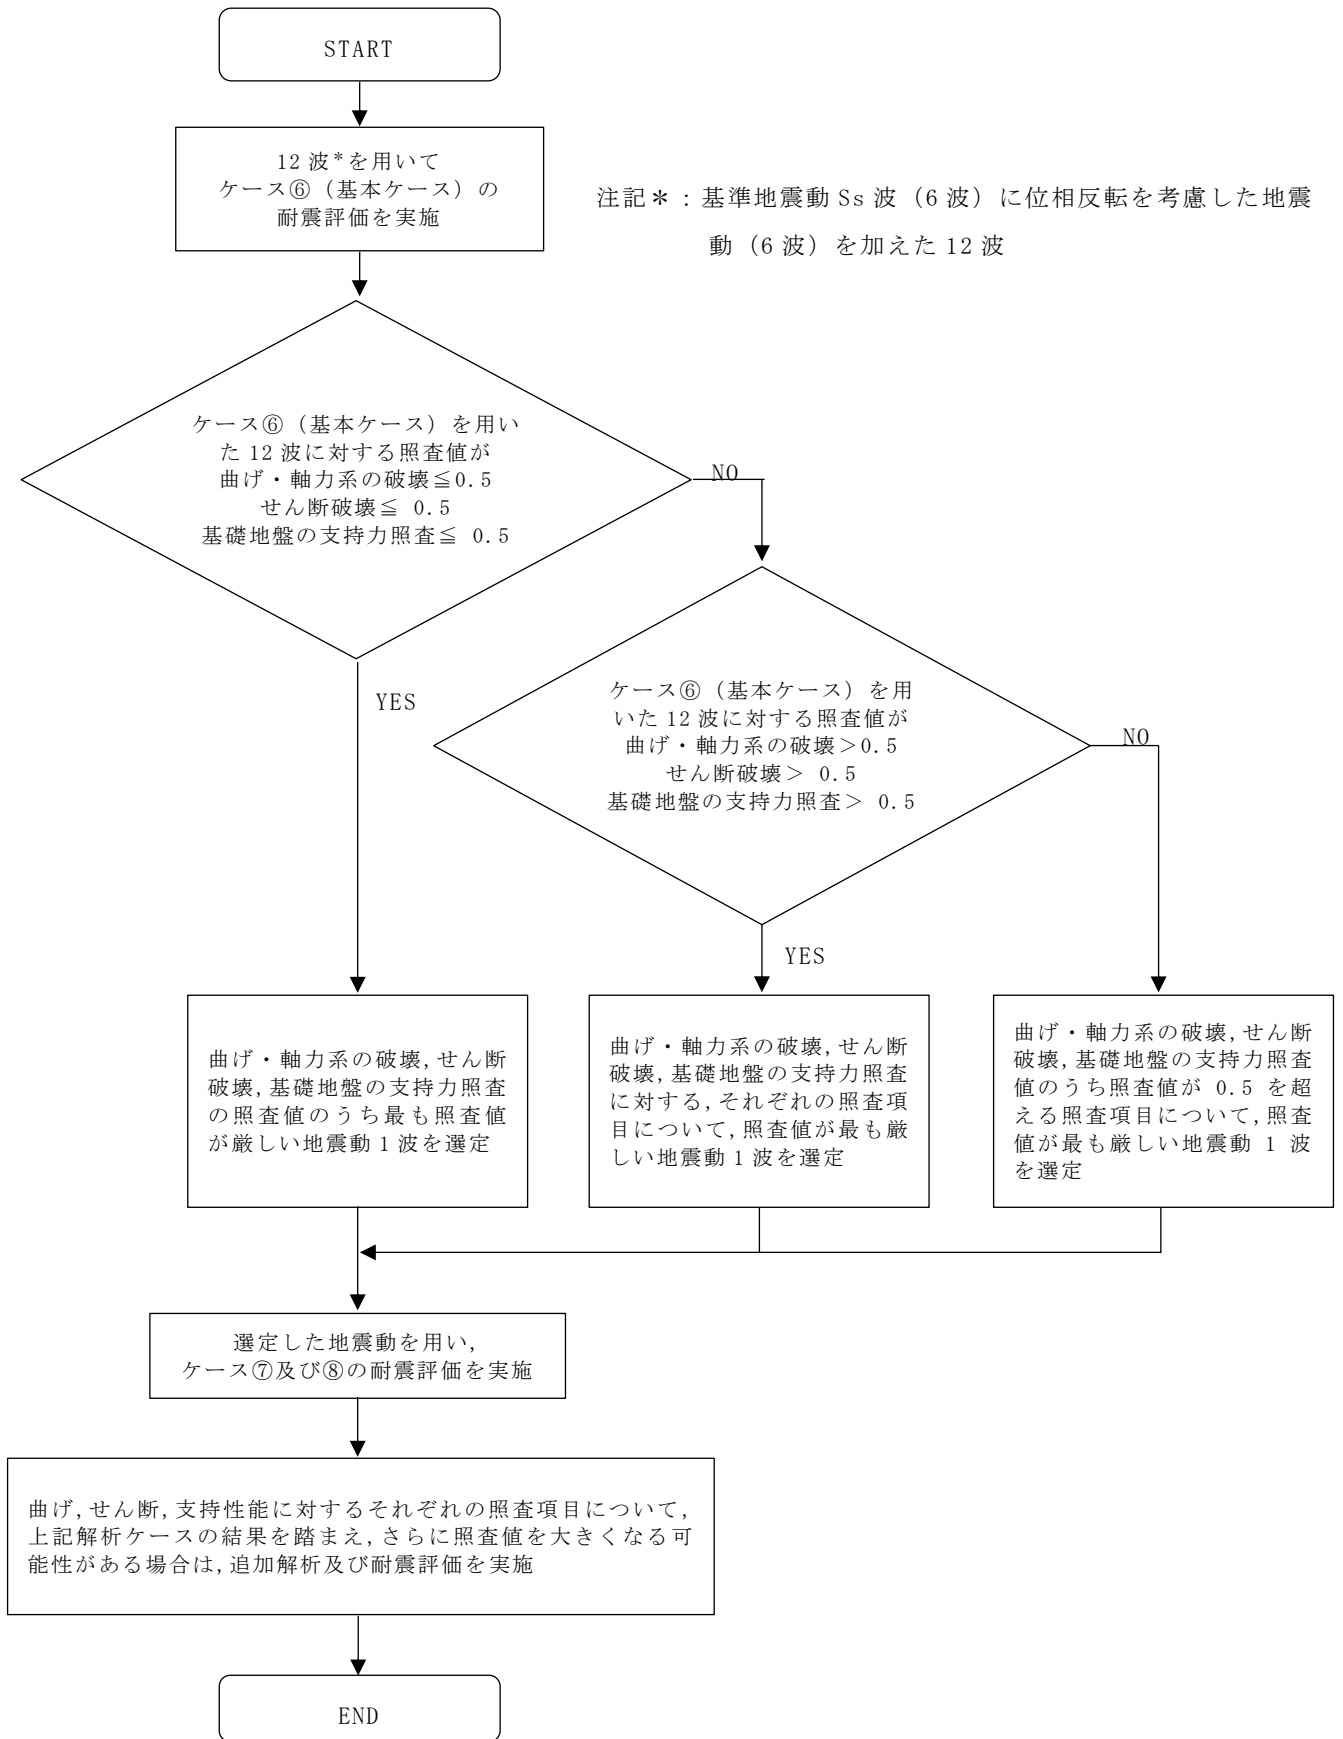 START
12 波*を用いて
ケース⑥（基本ケース）の
耐震評価を実施
注記＊：基準地震動 Ss 波（6 波）に位相反転を考慮した地震
動（6 波）を加えた 12 波
ケース⑥（基本ケース）を用い
た 12 波に対する照査値が
曲げ・軸力系の破壊≦0.5
せん断破壊≦ 0.5
基礎地盤の支持力照査≦ 0.5
NO
ケース⑥（基本ケース）を用
いた 12 波に対する照査値が
曲げ・軸力系の破壊＞0.5
せん断破壊＞ 0.5
基礎地盤の支持力照査＞ 0.5
YES
NO
YES
曲げ・軸力系の破壊,せん断
破壊,基礎地盤の支持力照査
の照査値のうち最も照査値
が厳しい地震動 1 波を選定
曲げ・軸力系の破壊,せん断
破壊,基礎地盤の支持力照査
に対する,それぞれの照査項
目について,照査値が最も厳
しい地震動 1 波を選定
曲げ・軸力系の破壊,せん断
破壊,基礎地盤の支持力照査
値のうち照査値が 0.5 を超
える照査項目について,照査
値が最も厳しい地震動 1 波
を選定
選定した地震動を用い,
ケース⑦及び⑧の耐震評価を実施
曲げ,せん断,支持性能に対するそれぞれの照査項目について,
上記解析ケースの結果を踏まえ,さらに照査値を大きくなる可
能性がある場合は,追加解析及び耐震評価を実施
END